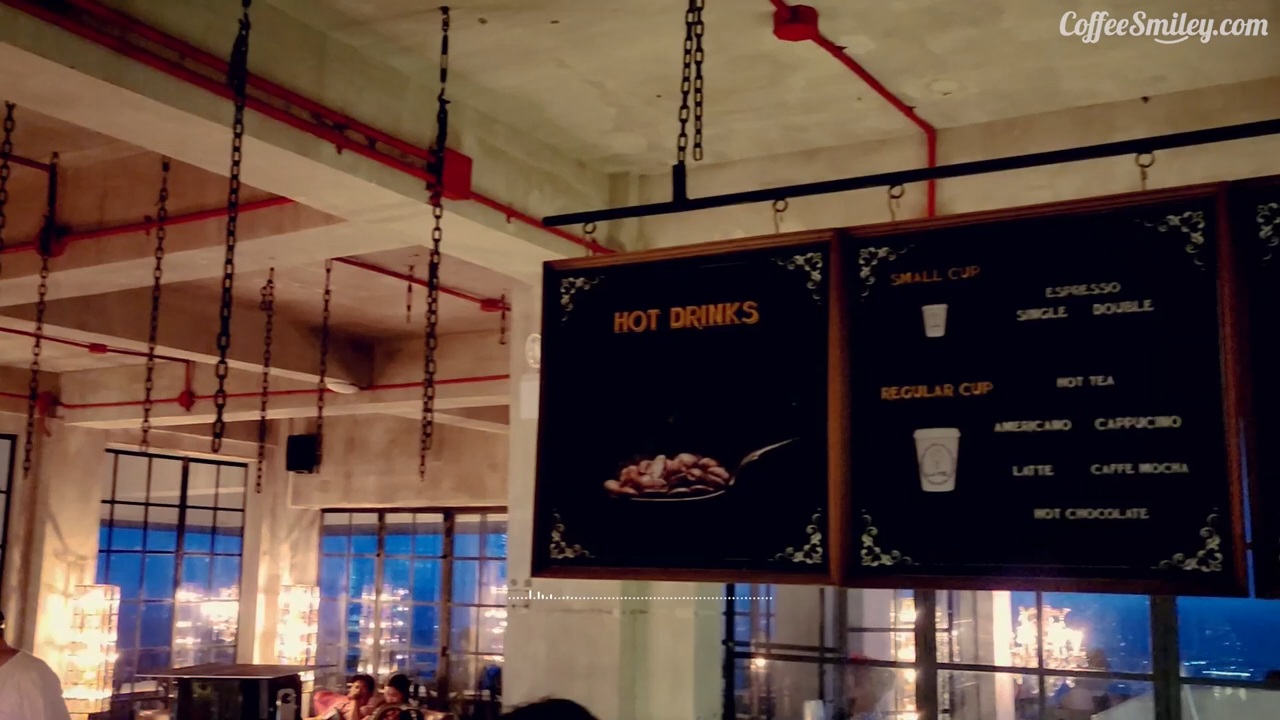 CoffeeSmiley.com
HOT DRINKS
SMALL CUP
ESPRESSO
SINGLE DOUBLE
REGULAR CUP
HOT TEA
AMERICANO CAPPUCINO
LATTE CAFFE MOCHA
HOT CHOCOLATE